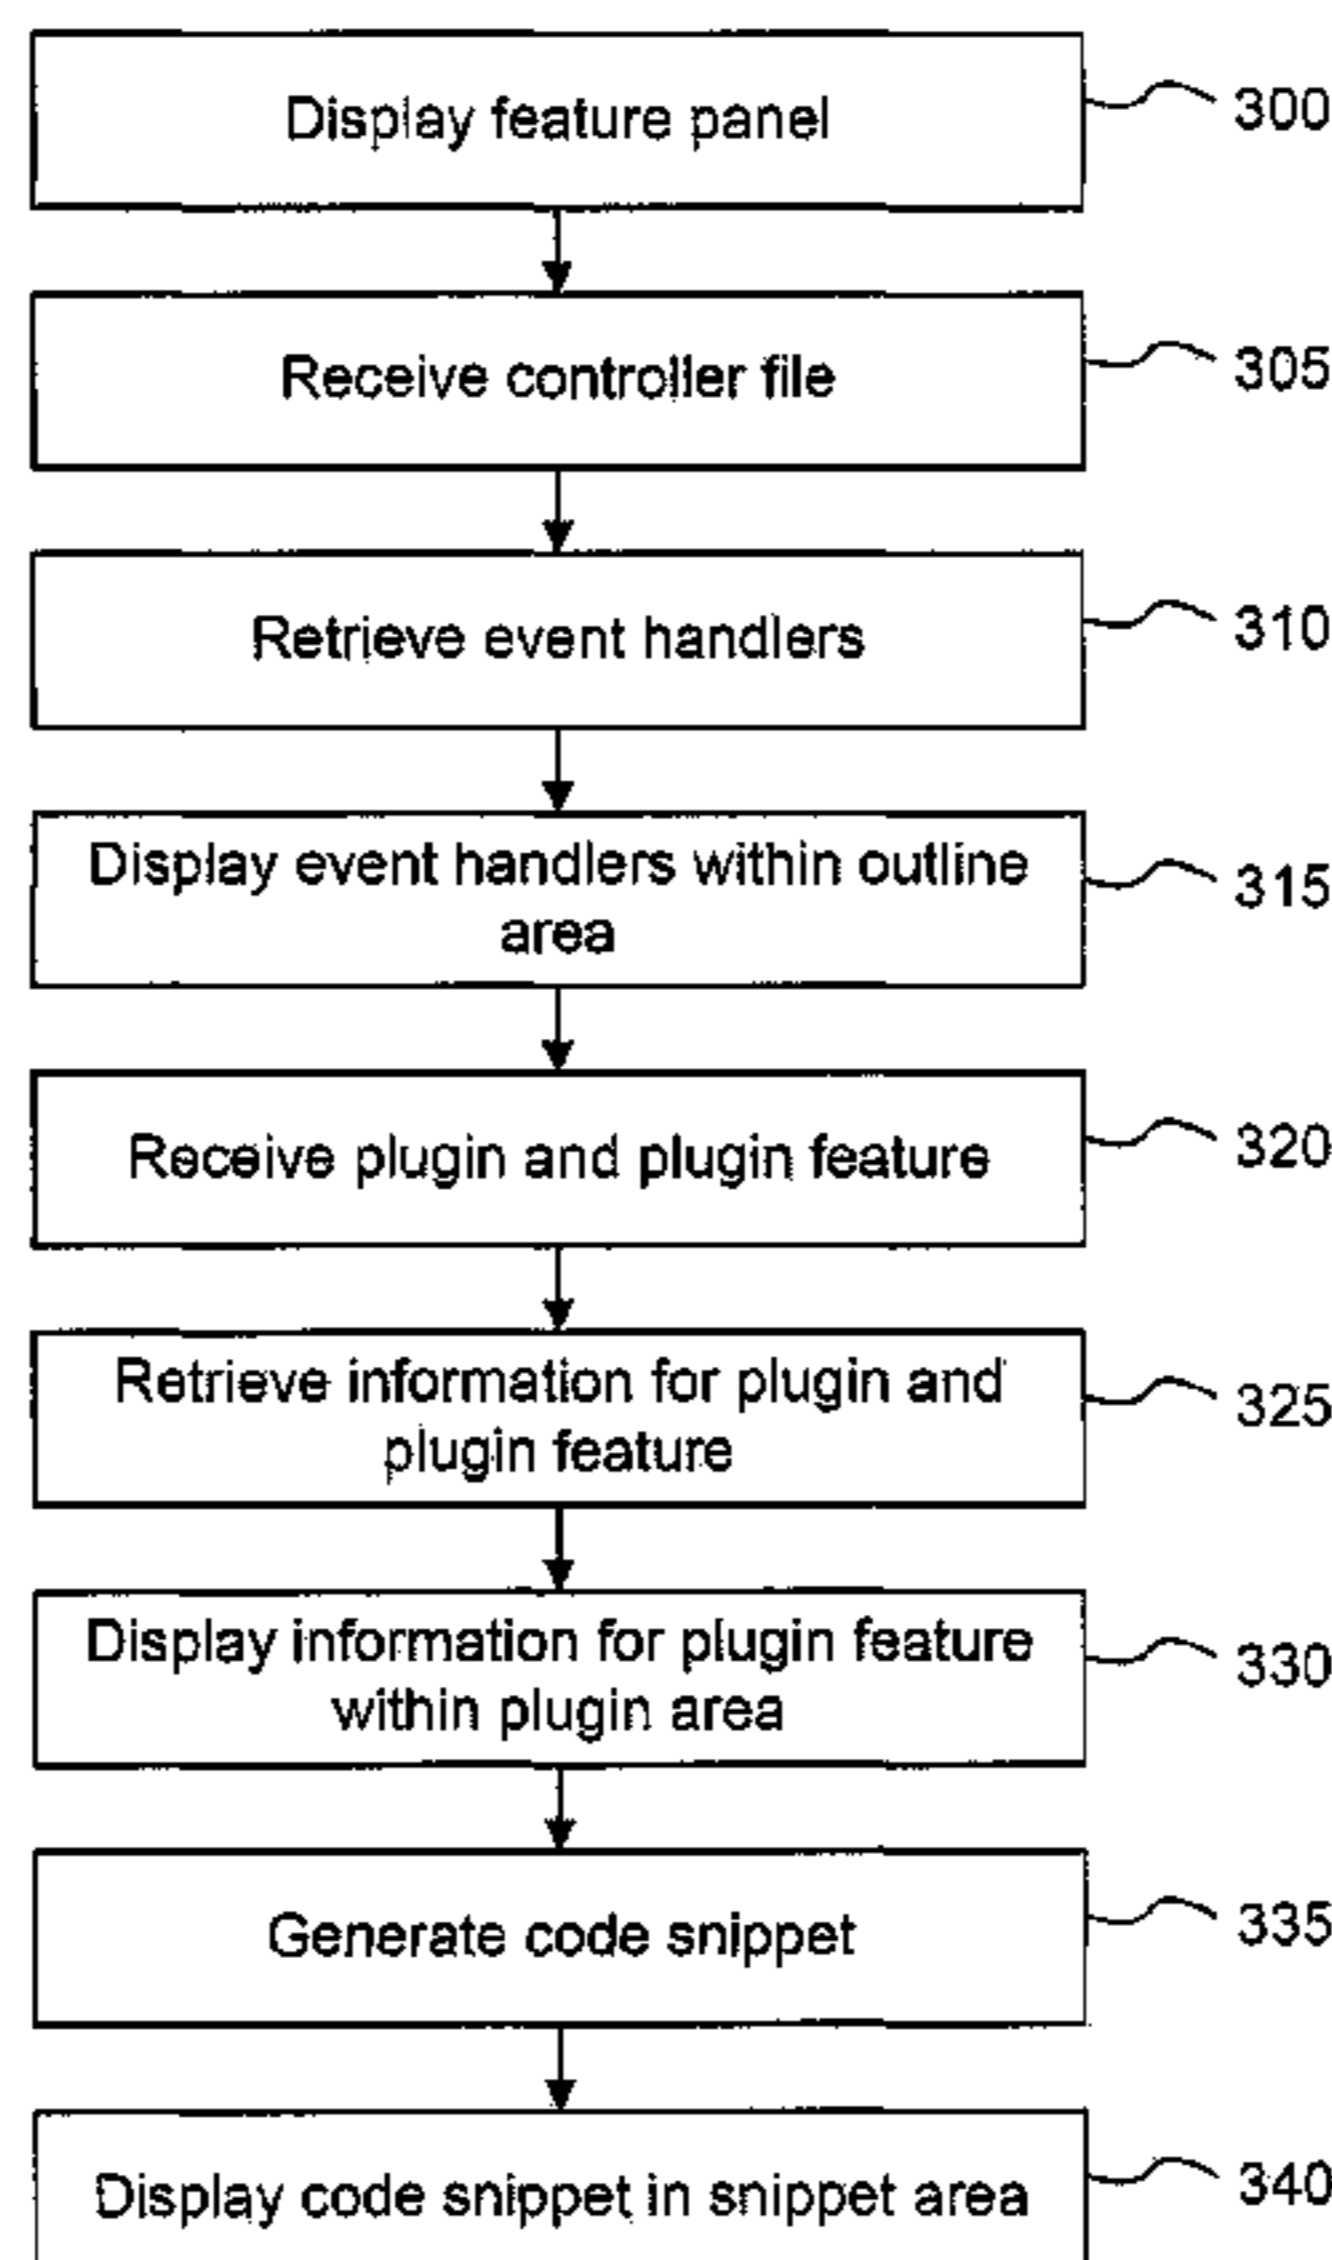 Display feature panel
300
Receive controller file
305
Retrieve event handlers
310
Display event handlers within outline
area
315
Receive plugin and plugin feature
320
Retrieve information for plugin and
plugin feature
325
Display information for plugin feature
within plugin area
330
Generate code snippet
335
Display code snippet in snippet area
340